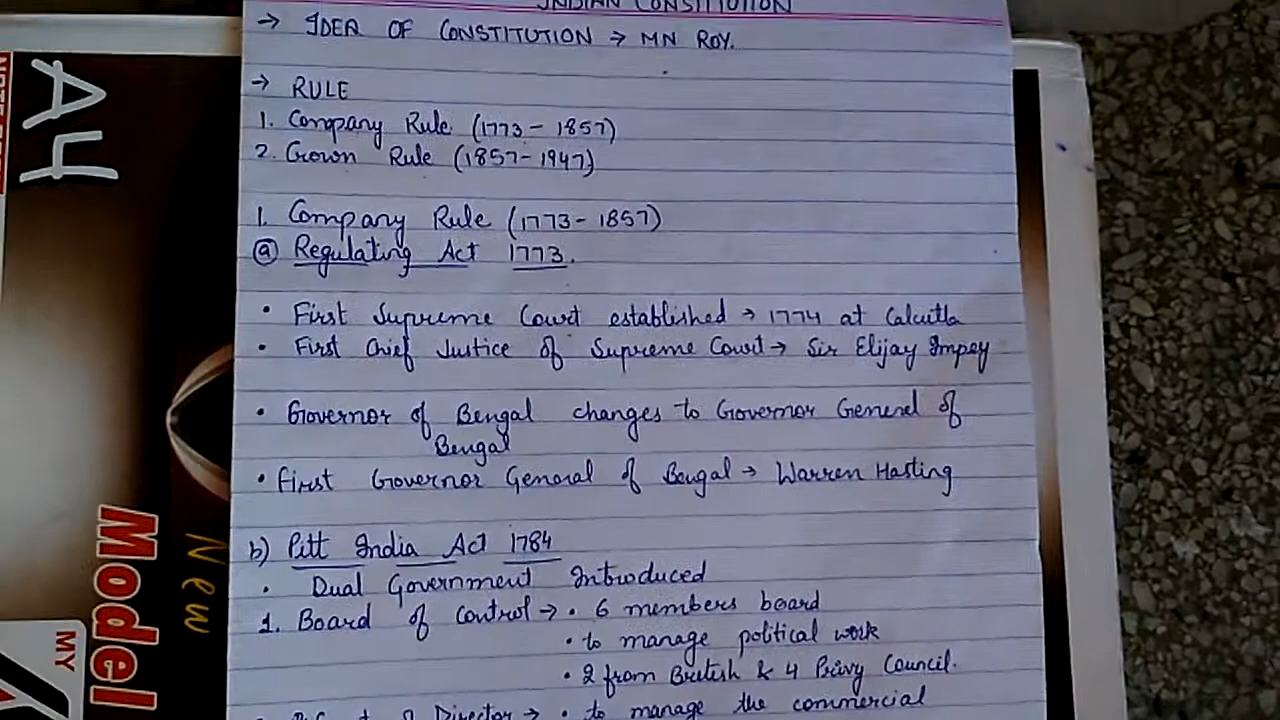 INDIAN CONSTITUTION
→ IDEA OF CONSTITUTION → MN ROY.
→ RULE
1. Company Rule (1773 - 1857)
2. Crown Rule (1857-1947)
1. Company Rule (1773 - 1857)
ⓐ Regulating Act 1773.
• First Supreme Court established → 1774 at Calcutta
• First Chief Justice of Supreme Court → Sir Elijay Impey
• Governor of Bengal changes to Governor General of
Bengal
• First Governor General of Bengal → Warren Hasting
b) Pitt India Act 1784
• Dual Government Introduced
1. Board of Control → • 6 members board
• to manage political work
• 2 from British & 4 Privy Council.
Director → • to manage the commercial
A4
Model
New
MY